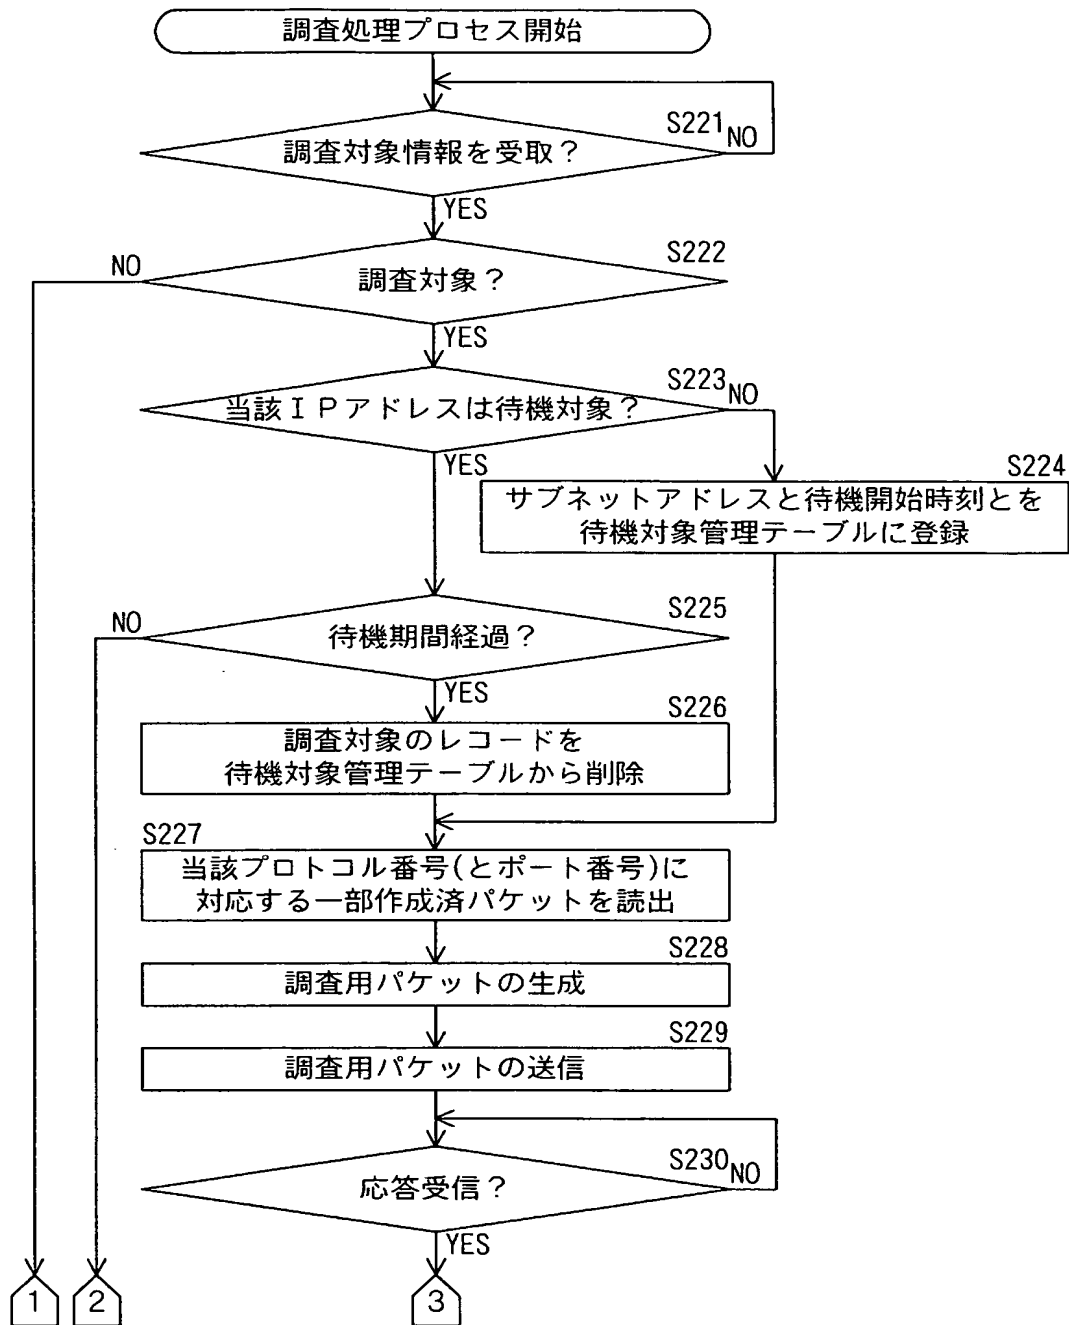 調査処理プロセス開始
S221
調査対象情報を受取？
NO
YES
S222
NO
調査対象？
YES
S223
当該ＩＰアドレスは待機対象？
NO
YES
S224
サブネットアドレスと待機開始時刻とを
待機対象管理テーブルに登録
S225
NO
待機期間経過？
YES
S226
調査対象のレコードを
待機対象管理テーブルから削除
S227
当該プロトコル番号(とポート番号)に
対応する一部作成済パケットを読出
S228
調査用パケットの生成
S229
調査用パケットの送信
S230
応答受信？
NO
YES
1
2
3